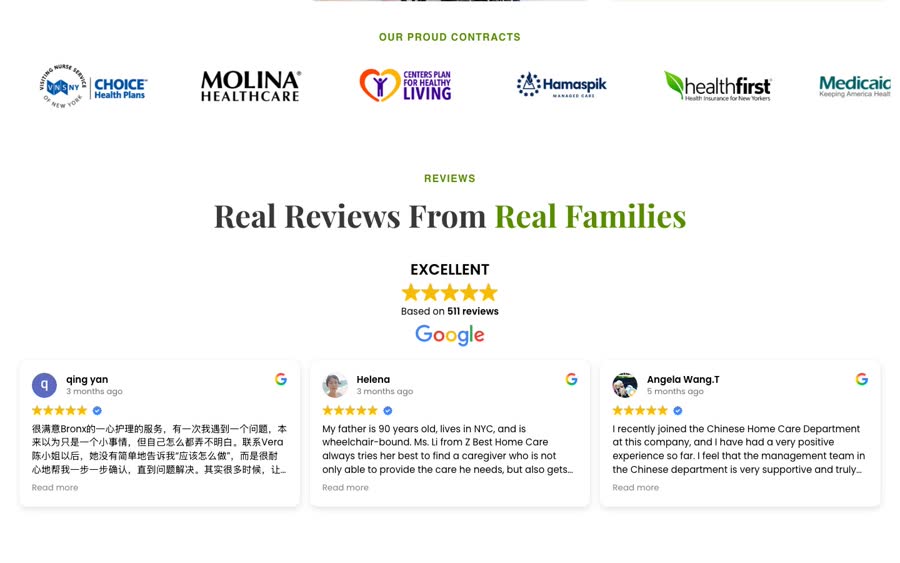 OUR PROUD CONTRACTS
VISITING NURSE SERVICE OF NEW YORK
VNSNY
CHOICE
Health Plans
MOLINA®
HEALTHCARE
CENTERS PLAN
FOR HEALTHY
LIVING
Hamaspik
MANAGED CARE
healthfirst
Health Insurance for New Yorkers
Medicaid
Keeping America Healt
REVIEWS
Real Reviews From Real Families
EXCELLENT
Based on 511 reviews
Google
q
qing yan
3 months ago
很满意Bronx的一心护理的服务，有一次我遇到一个问题，本
来以为只是一个小事情，但自己怎么都弄不明白。联系Vera
陈小姐以后，她没有简单地告诉我“应该怎么做”，而是很耐
心地帮我一步一步确认，直到问题解决。其实很多时候，让...
Read more
Helena
3 months ago
My father is 90 years old, lives in NYC, and is
wheelchair-bound. Ms. Li from Z Best Home Care
always tries her best to find a caregiver who is not
only able to provide the care he needs, but also gets...
Read more
Angela Wang.T
5 months ago
I recently joined the Chinese Home Care Department
at this company, and I have had a very positive
experience so far. I feel that the management team in
the Chinese department is very supportive and truly...
Read more